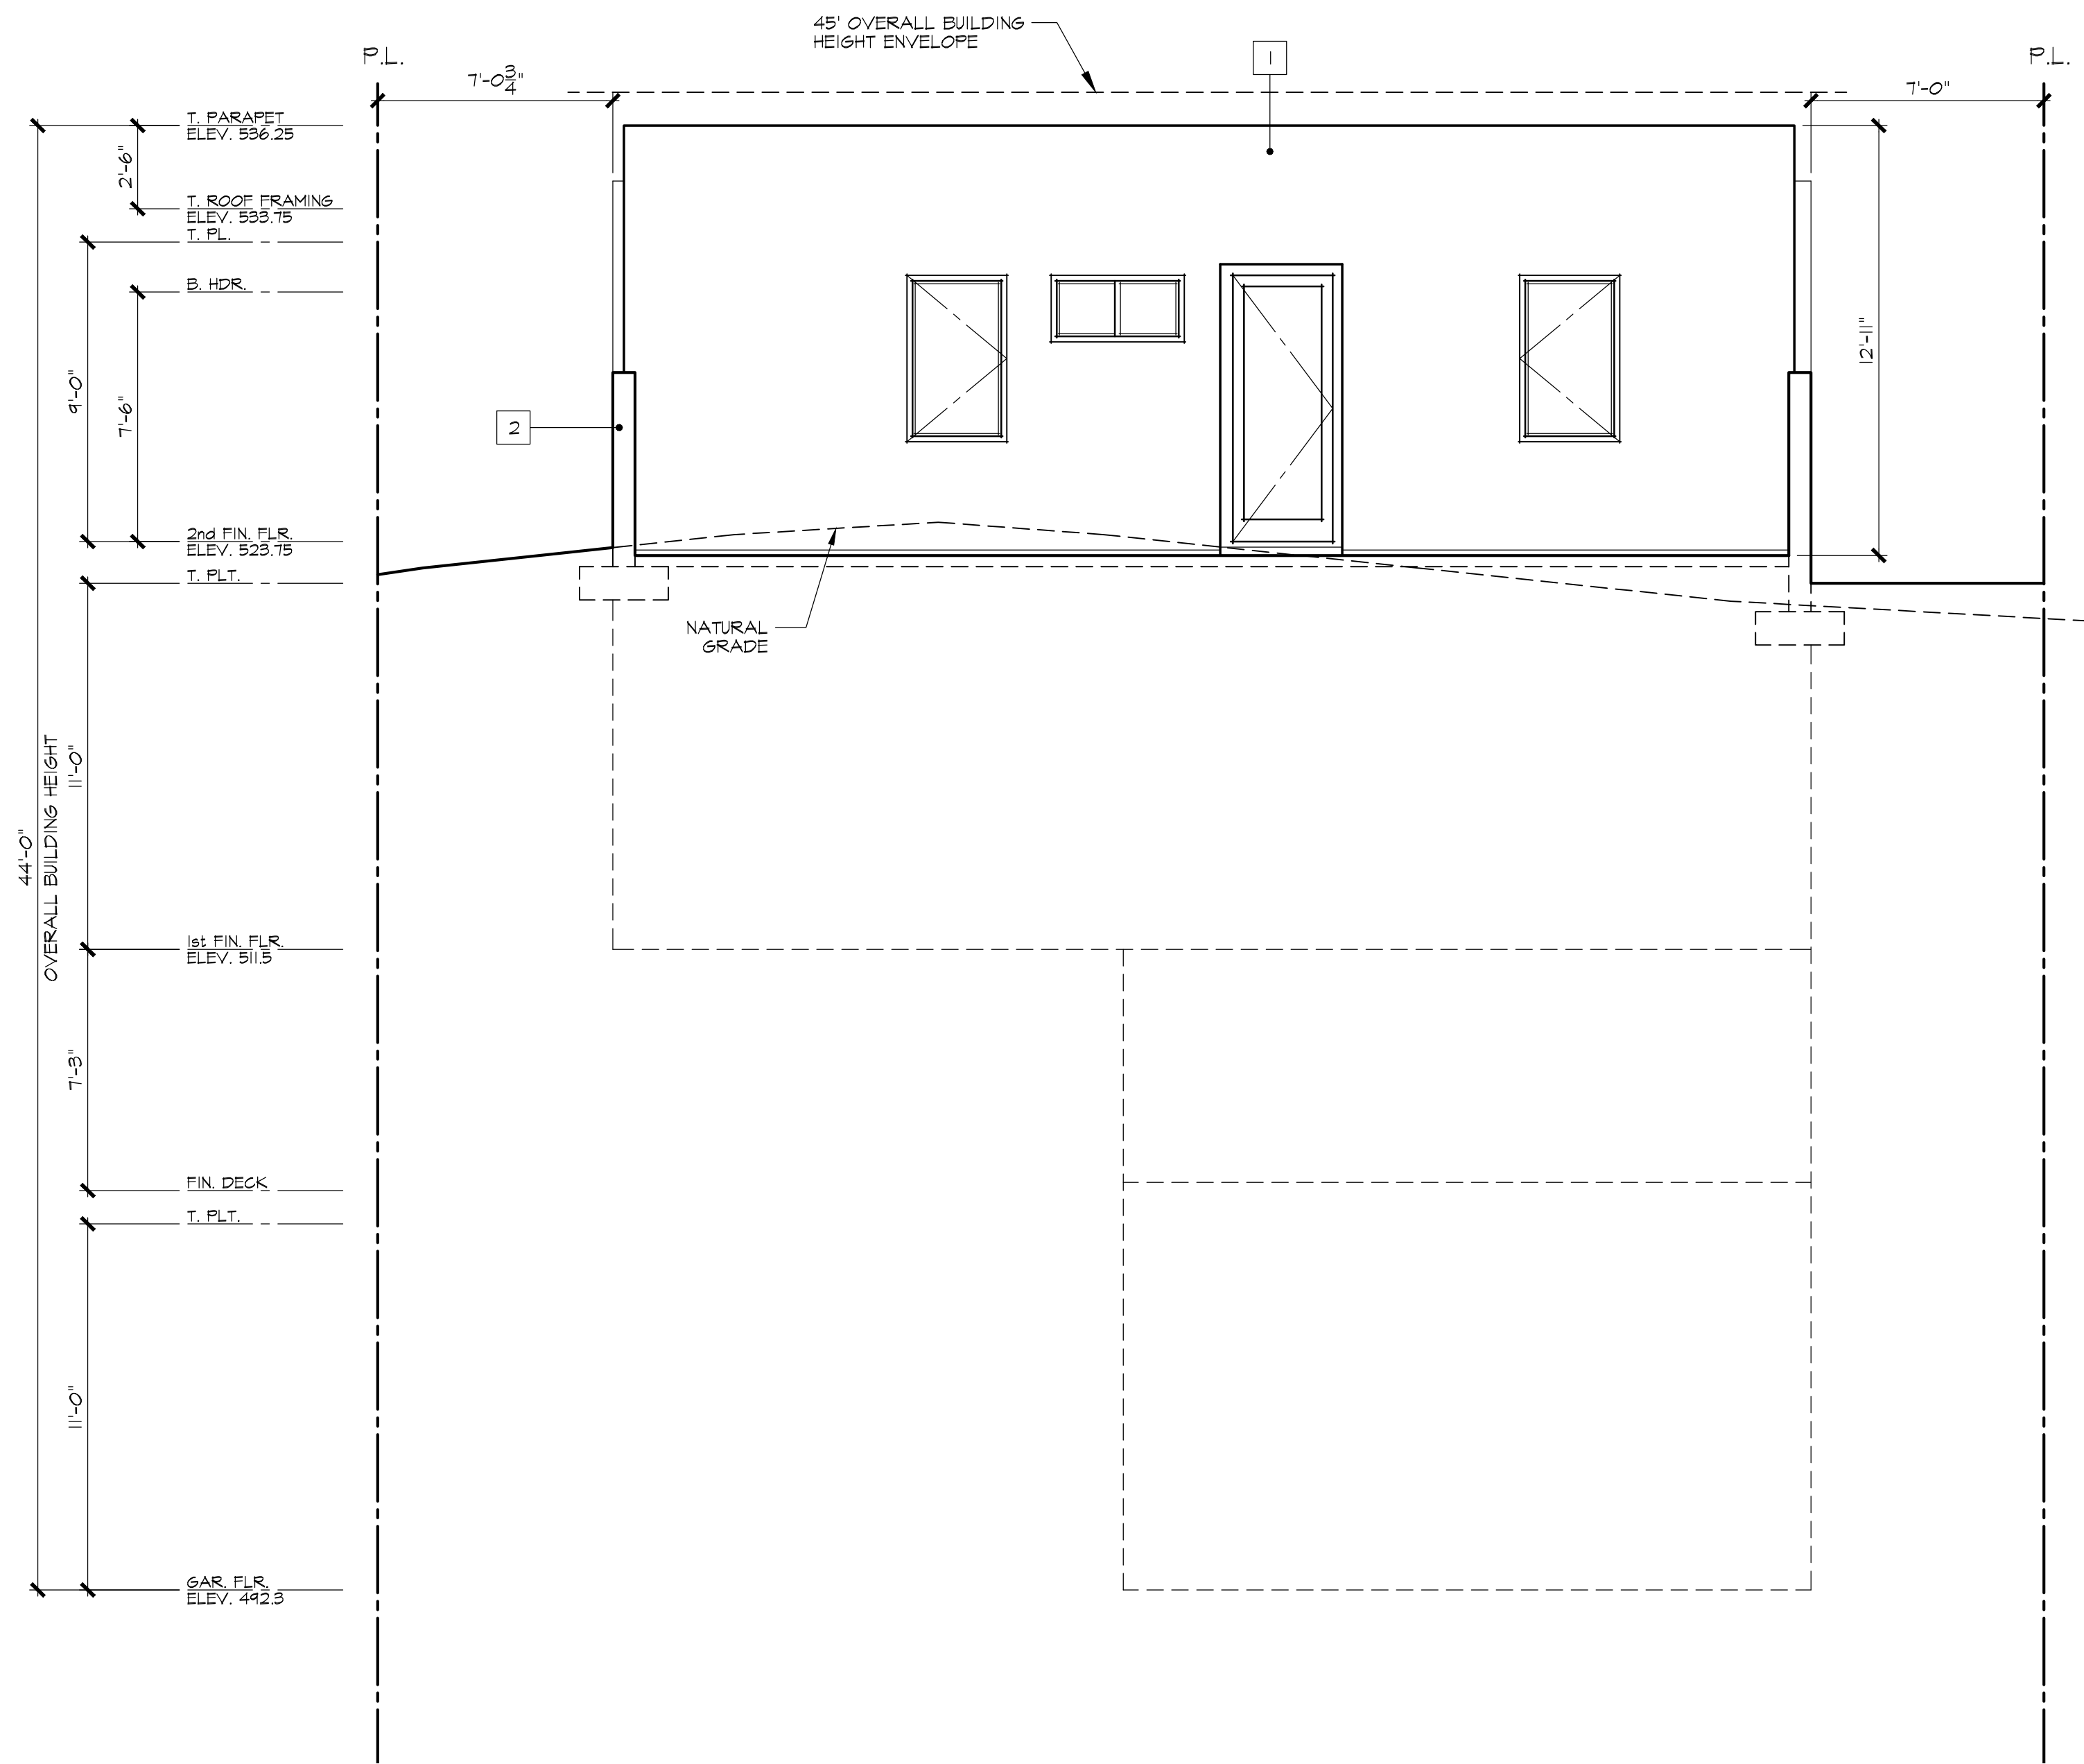 45' OVERALL BUILDING
HEIGHT ENVELOPE
P.L.
P.L.
1
7'-0 3/4"
7'-0"
T. PARAPET
ELEV. 536.25
2'-6"
T. ROOF FRAMING
ELEV. 533.75
T. PL.
B. HDR.
9'-0"
7'-6"
12'-11"
2
2nd FIN. FLR.
ELEV. 523.75
T. PLT.
NATURAL
GRADE
11'-0"
44'-0"
OVERALL BUILDING HEIGHT
1st FIN. FLR.
ELEV. 511.5
7'-3"
FIN. DECK
T. PLT.
11'-0"
GAR. FLR.
ELEV. 492.3